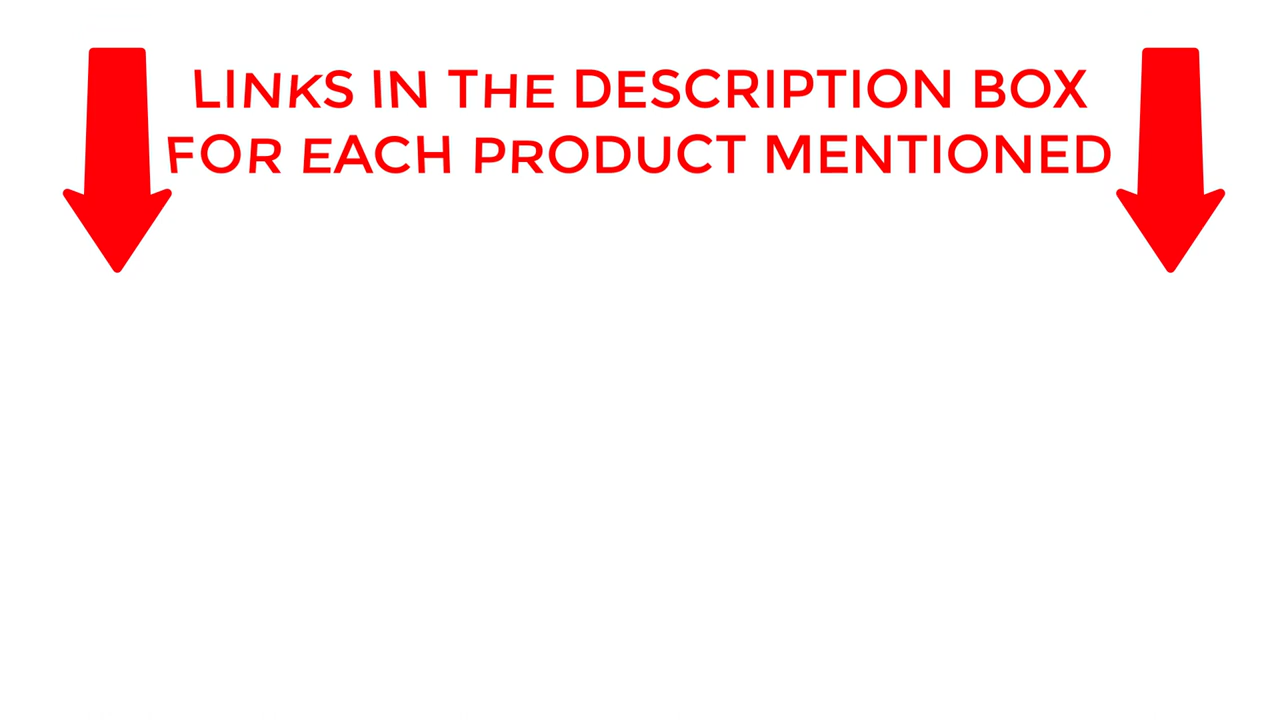 LINKS IN THE DESCRIPTION BOX
FOR EACH PRODUCT MENTIONED